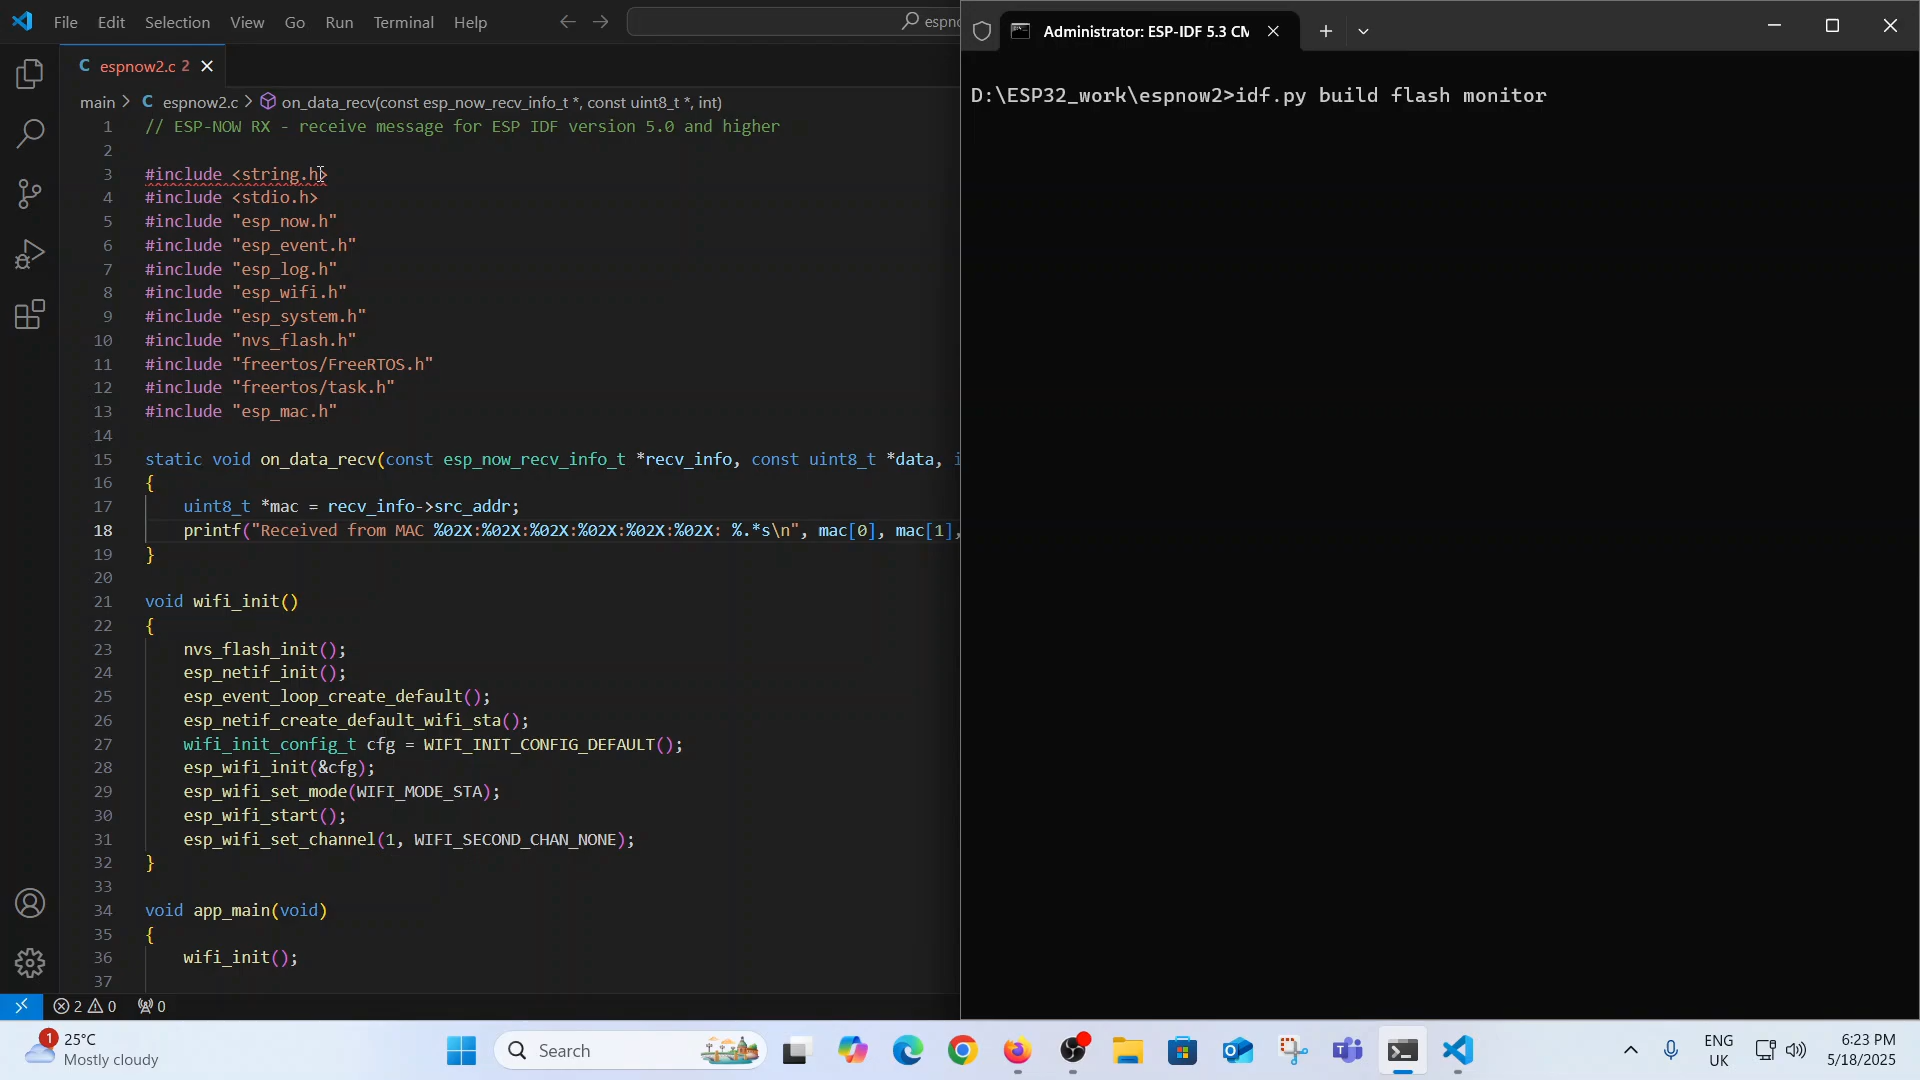 File Edit Selection View Go Run Terminal Help
espno
Administrator: ESP-IDF 5.3 CM
espnow2.c 2
main > C espnow2.c > on_data_recv(const esp_now_recv_info_t *, const uint8_t *, int)
1 // ESP-NOW RX - receive message for ESP IDF version 5.0 and higher
2
3 #include <string.h>
4 #include <stdio.h>
5 #include "esp_now.h"
6 #include "esp_event.h"
7 #include "esp_log.h"
8 #include "esp_wifi.h"
9 #include "esp_system.h"
10 #include "nvs_flash.h"
11 #include "freertos/FreeRTOS.h"
12 #include "freertos/task.h"
13 #include "esp_mac.h"
14
15 static void on_data_recv(const esp_now_recv_info_t *recv_info, const uint8_t *data, i
16 {
17 uint8_t *mac = recv_info->src_addr;
18 printf("Received from MAC %02X:%02X:%02X:%02X:%02X:%02X: %.*s\n", mac[0], mac[1],
19 }
20
21 void wifi_init()
22 {
23 nvs_flash_init();
24 esp_netif_init();
25 esp_event_loop_create_default();
26 esp_netif_create_default_wifi_sta();
27 wifi_init_config_t cfg = WIFI_INIT_CONFIG_DEFAULT();
28 esp_wifi_init(&cfg);
29 esp_wifi_set_mode(WIFI_MODE_STA);
30 esp_wifi_start();
31 esp_wifi_set_channel(1, WIFI_SECOND_CHAN_NONE);
32 }
33
34 void app_main(void)
35 {
36 wifi_init();
37
D:\ESP32_work\espnow2>idf.py build flash monitor
2 0 0
1
25°C
Mostly cloudy
Search
ENG
UK
6:23 PM
5/18/2025